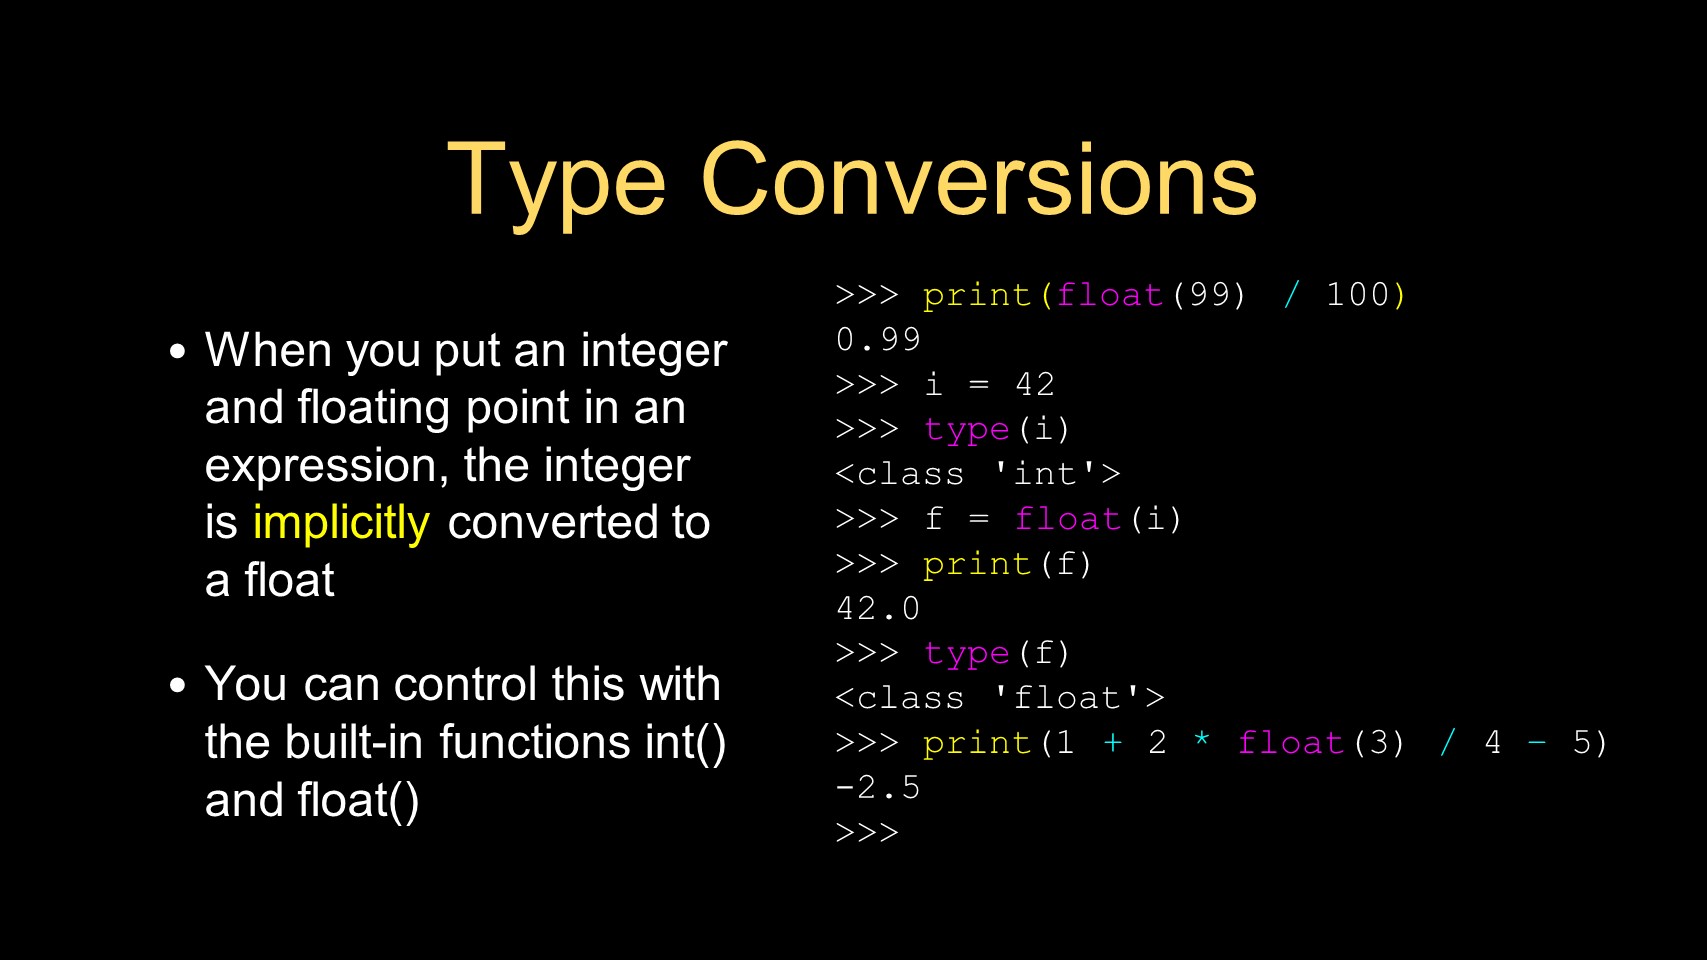 Type Conversions
• When you put an integer
and floating point in an
expression, the integer
is implicitly converted to
a float
• You can control this with
the built-in functions int()
and float()
>>> print(float(99) / 100)
0.99
>>> i = 42
>>> type(i)
<class 'int'>
>>> f = float(i)
>>> print(f)
42.0
>>> type(f)
<class 'float'>
>>> print(1 + 2 * float(3) / 4 – 5)
-2.5
>>>